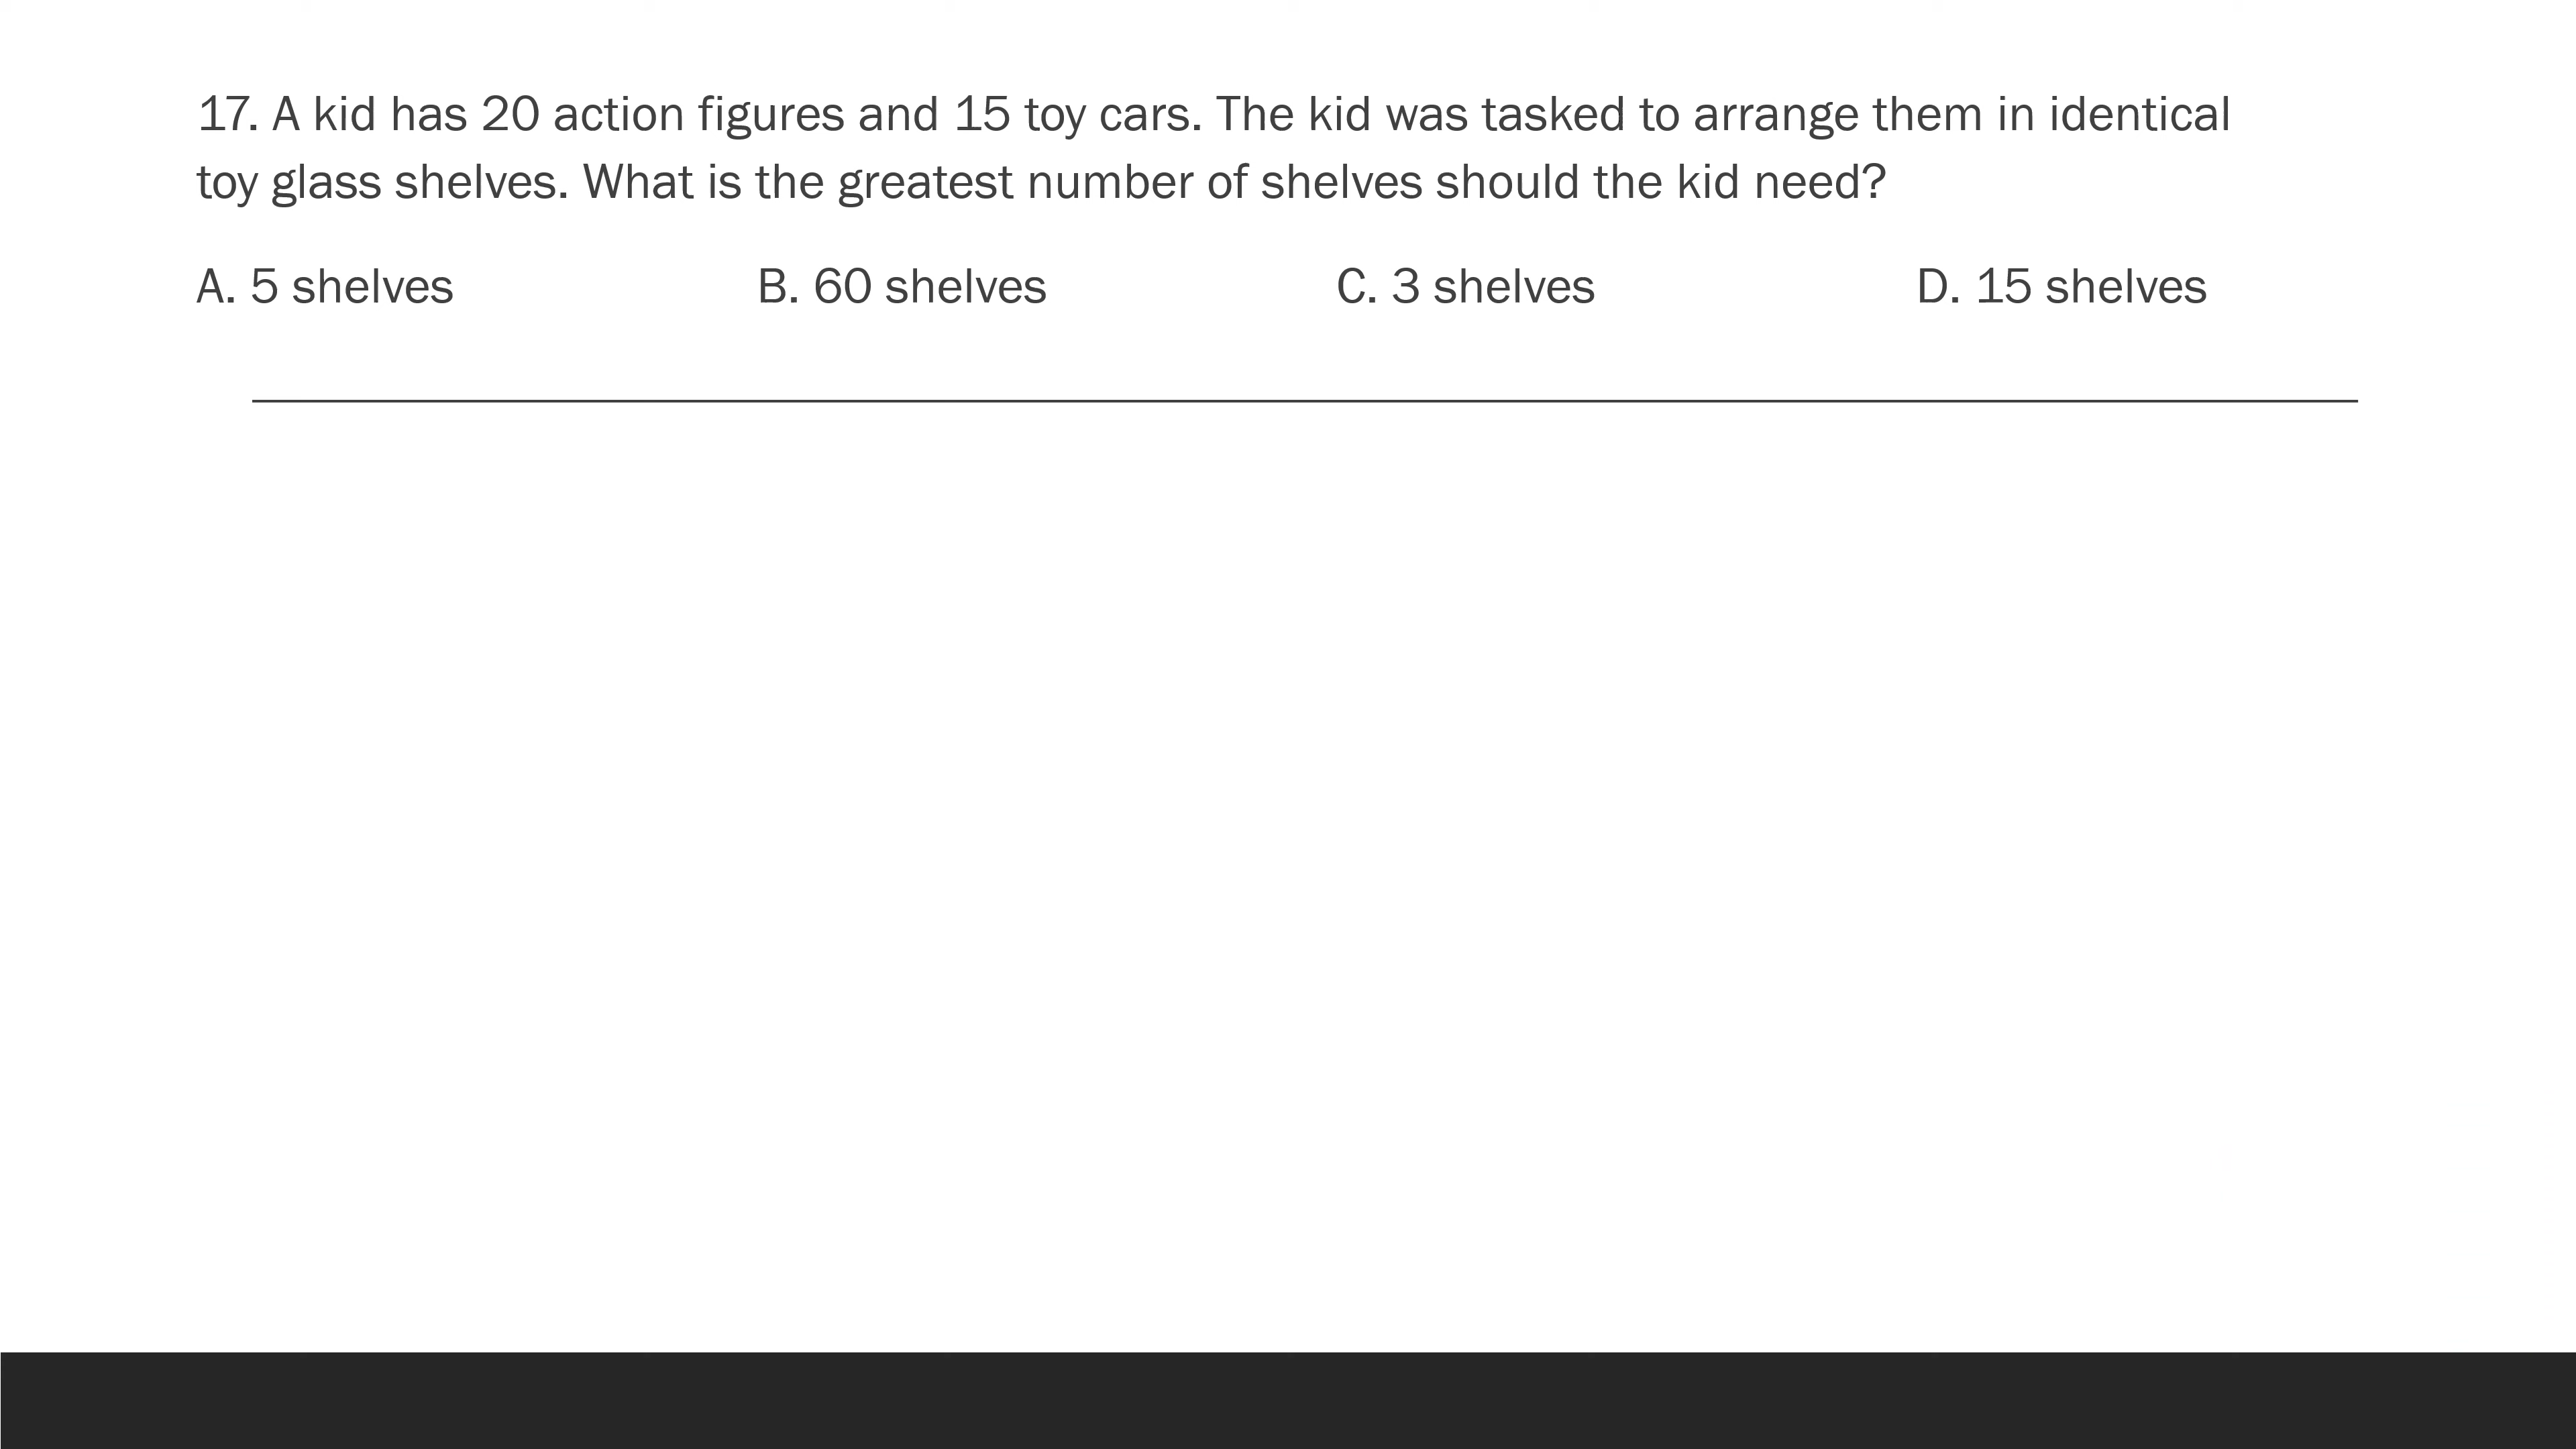 17. A kid has 20 action figures and 15 toy cars. The kid was tasked to arrange them in identical
toy glass shelves. What is the greatest number of shelves should the kid need?
A. 5 shelves B. 60 shelves C. 3 shelves D. 15 shelves